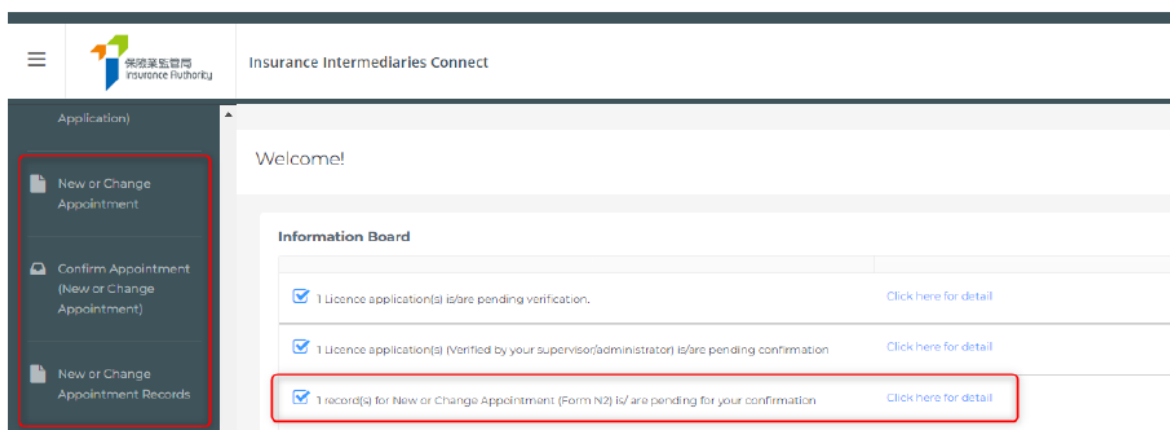 保險業監管局
Insurance Authority
Insurance Intermediaries Connect
Application)
New or Change
Appointment
Confirm Appointment
(New or Change
Appointment)
New or Change
Appointment Records
Welcome!
Information Board
1 Licence application(s) is/are pending verification.
Click here for detail
1 Licence application(s) (Verified by your supervisor/administrator) is/are pending confirmation
Click here for detail
1 record(s) for New or Change Appointment (Form N2) is/ are pending for your confirmation
Click here for detail